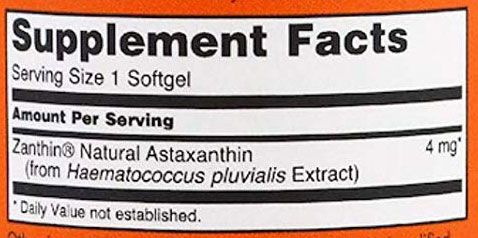 Supplement Facts
Serving Size 1 Softgel
Amount Per Serving
Zanthin® Natural Astaxanthin 4 mg*
(from Haematococcus pluvialis Extract)
* Daily Value not established.